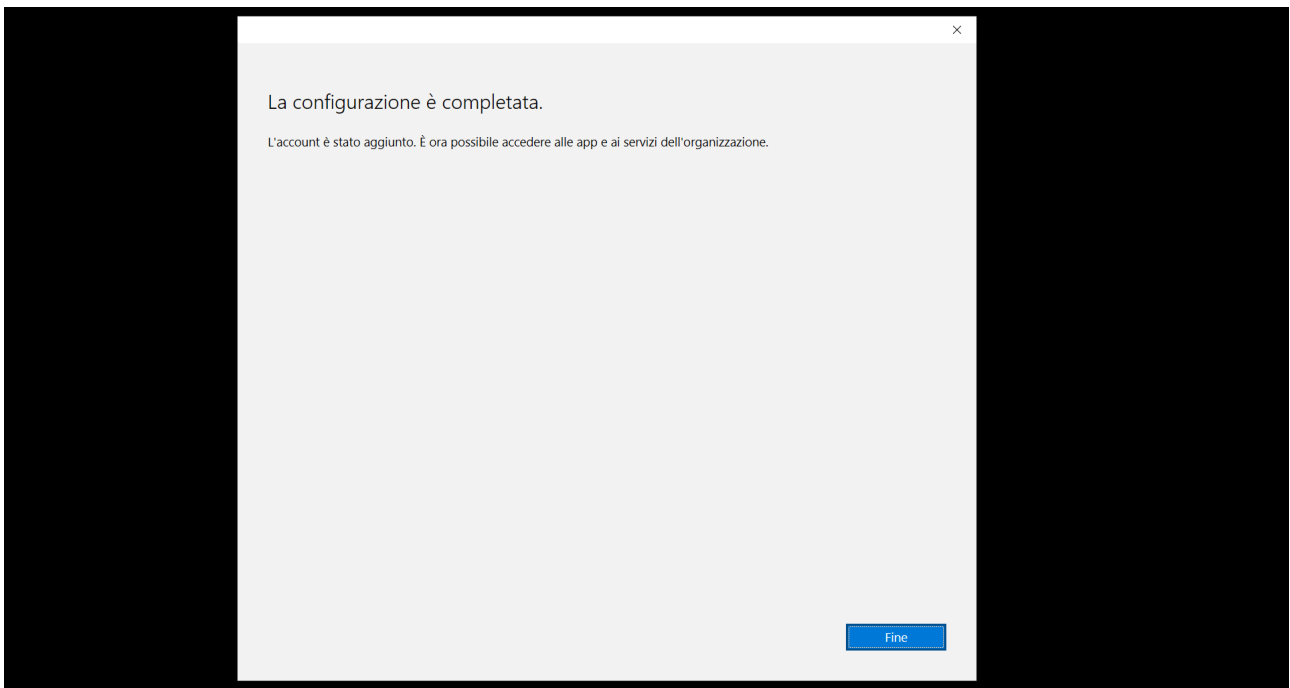 La configurazione è completata.
L'account è stato aggiunto. È ora possibile accedere alle app e ai servizi dell'organizzazione.
Fine